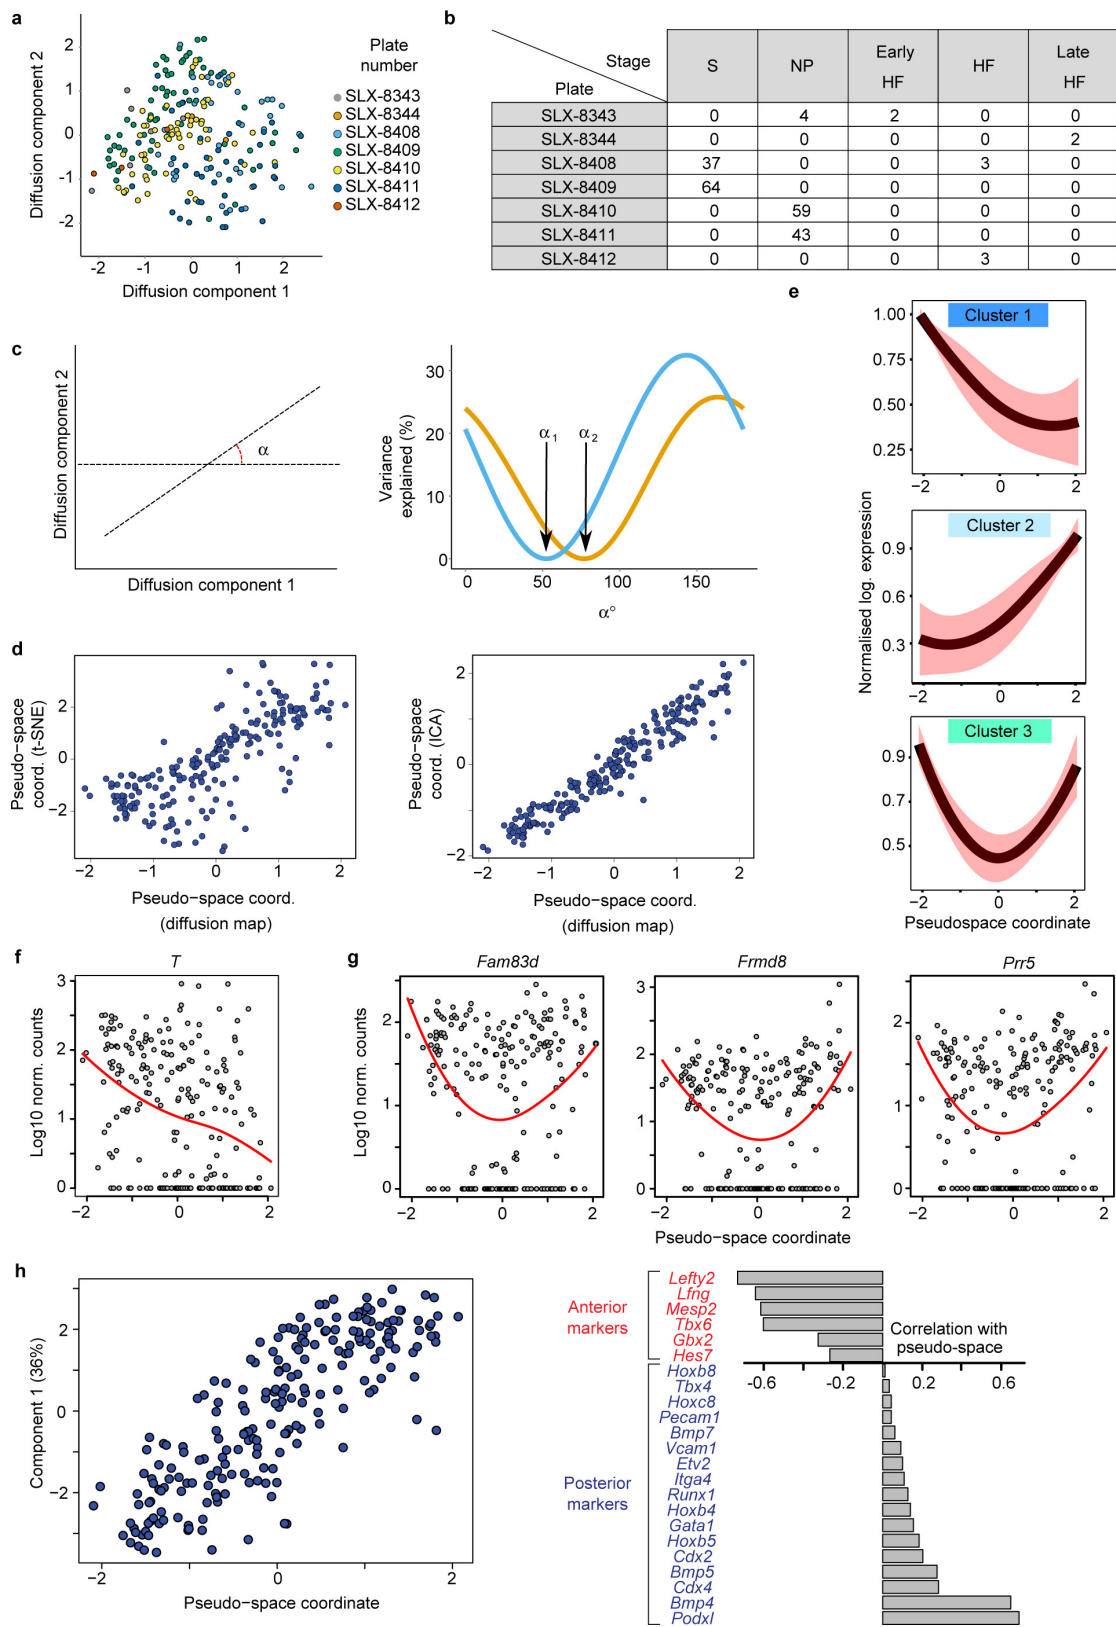 a
2
1
0
-1
-2
Diffusion component 2
-2 -1 0 1 2
Diffusion component 1
Plate
number
SLX-8343
SLX-8344
SLX-8408
SLX-8409
SLX-8410
SLX-8411
SLX-8412
b
Stage
Plate
S NP Early HF HF Late HF
SLX-8343 0 4 2 0 0
SLX-8344 0 0 0 0 2
SLX-8408 37 0 0 3 0
SLX-8409 64 0 0 0 0
SLX-8410 0 59 0 0 0
SLX-8411 0 43 0 0 0
SLX-8412 0 0 0 3 0
c
Diffusion component 2
α
Diffusion component 1
Variance
explained (%)
30
20
10
0
α1 α2
0 50 100 150
α°
d
Pseudo−space
coord. (t-SNE)
2
0
−2
−2 −1 0 1 2
Pseudo−space coord.
(diffusion map)
Pseudo−space
coord. (ICA)
2
1
0
−1
−2
−2 −1 0 1 2
Pseudo−space coord.
(diffusion map)
e
Normalised log. expression
Cluster 1
1.00
0.75
0.50
0.25
−2 0 2
Cluster 2
0.9
0.6
0.3
−2 0 2
Cluster 3
0.9
0.7
0.5
−2 0 2
Pseudospace coordinate
f
T
Log10 norm. counts
3
2
1
0
−2 0 2
g
Fam83d
2
1
0
−2 0 2
Frmd8
3
2
1
0
−2 0 2
Prr5
2
1
0
−2 0 2
Pseudo−space coordinate
h
Component 1 (36%)
2
0
−2
−2 −1 0 1 2
Pseudo−space coordinate
Anterior
markers
Lefty2
Lfng
Mesp2
Tbx6
Gbx2
Hes7
Correlation with
pseudo-space
-0.6 -0.2 0.2 0.6
Posterior
markers
Hoxb8
Tbx4
Hoxc8
Pecam1
Bmp7
Vcam1
Etv2
Itga4
Runx1
Hoxb4
Gata1
Hoxb5
Cdx2
Bmp5
Cdx4
Bmp4
Podxl